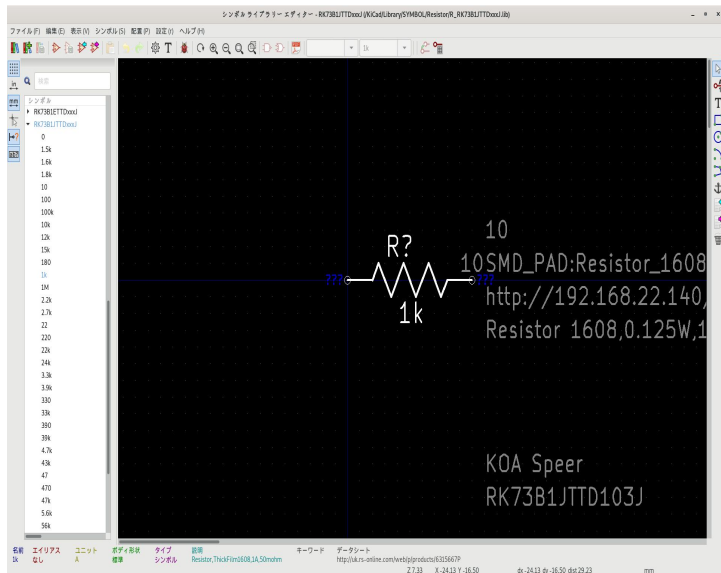 シンボル ライブラリー エディター - RK73B1JTTDxxxJ (/KiCad/Library/SYMBOL/Resistor/R_RK73B1JTTDxxxJ.lib)
ファイル(F) 編集(E) 表示(V) シンボル(S) 配置(P) 設定(r) ヘルプ(H)
1k
検索
シンボル
RK73B1ETTDxxxJ
RK73B1JTTDxxxJ
0
1.5k
1.6k
1.8k
10
100
100k
10k
12k
15k
180
1k
1M
2.2k
2.7k
22
220
22k
24k
3.3k
3.9k
330
33k
390
39k
4.7k
43k
47
470
47k
5.6k
56k
R?
???
???
1k
10
10SMD_PAD:Resistor_1608
http://192.168.22.140/
Resistor 1608,0.125W,1
KOA Speer
RK73B1JTTD103J
名前 エイリアス ユニット ボディ形状 タイプ 説明 キーワード データシート
1k なし A 標準 シンボル Resistor,ThickFilm1608,1A,50mohm http://uk.rs-online.com/web/p/products/6315667P
Z 7.33 X -24.13 Y -16.50 dx -24.13 dy -16.50 dist 29.23 mm